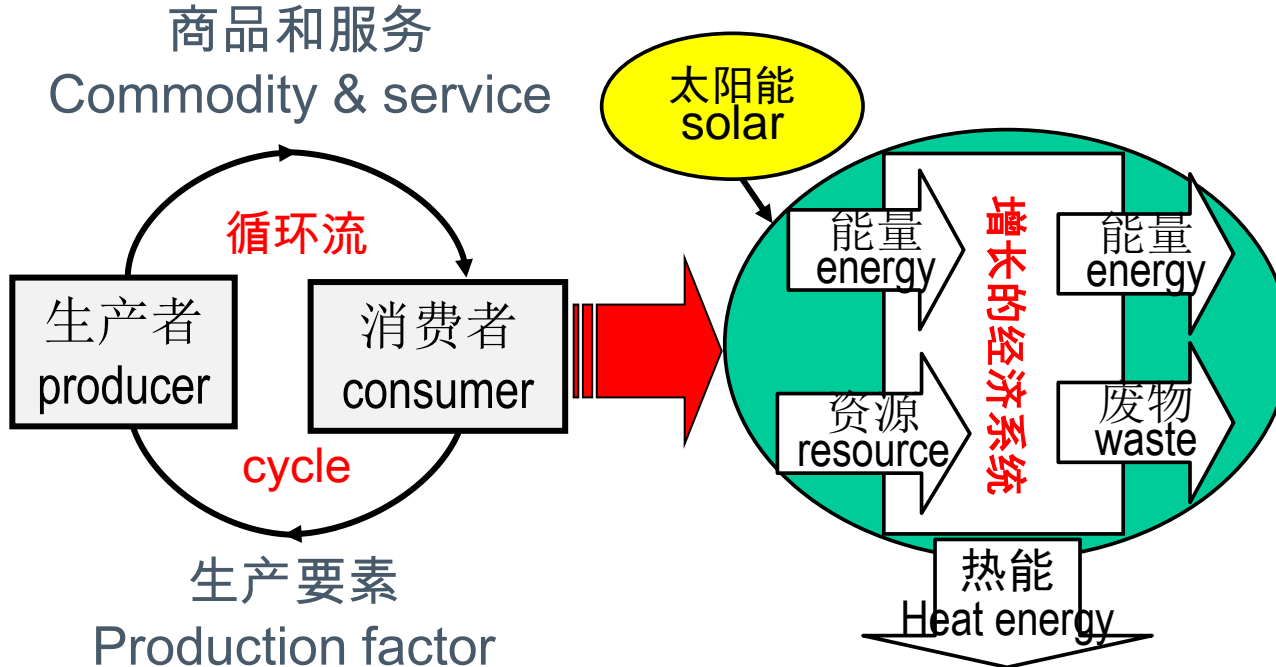 商品和服务
Commodity & service
循环流
生产者
producer
消费者
consumer
cycle
生产要素
Production factor
太阳能
solar
能量
energy
资源
resource
增长的经济系统
能量
energy
废物
waste
热能
Heat energy